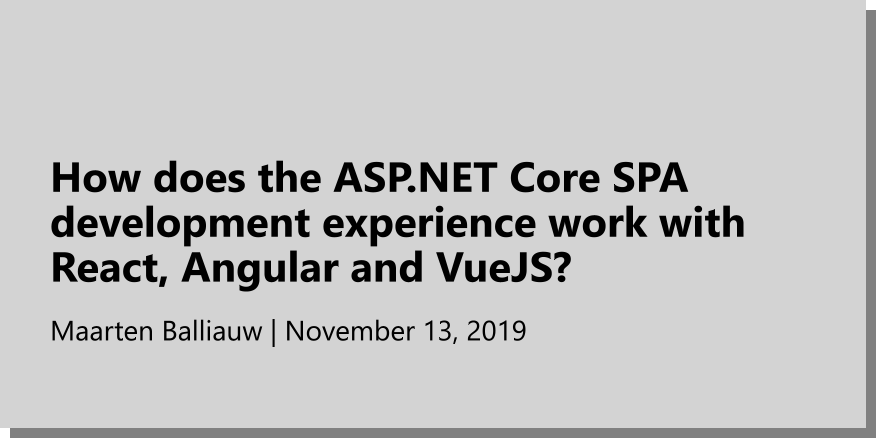 How does the ASP.NET Core SPA
development experience work with
React, Angular and VueJS?
Maarten Balliauw | November 13, 2019